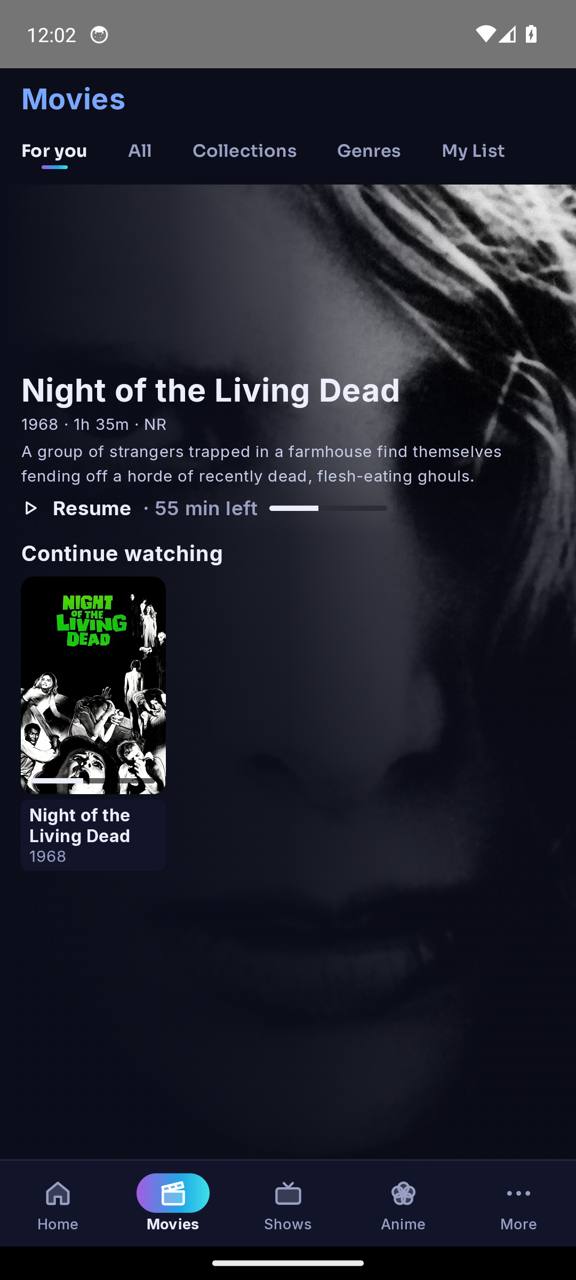 12:02
Movies
For you All Collections Genres My List
Night of the Living Dead
1968 · 1h 35m · NR
A group of strangers trapped in a farmhouse find themselves
fending off a horde of recently dead, flesh-eating ghouls.
Resume · 55 min left
Continue watching
NIGHT
OF THE
LIVING
DEAD
Night of the
Living Dead
1968
Home Movies Shows Anime More